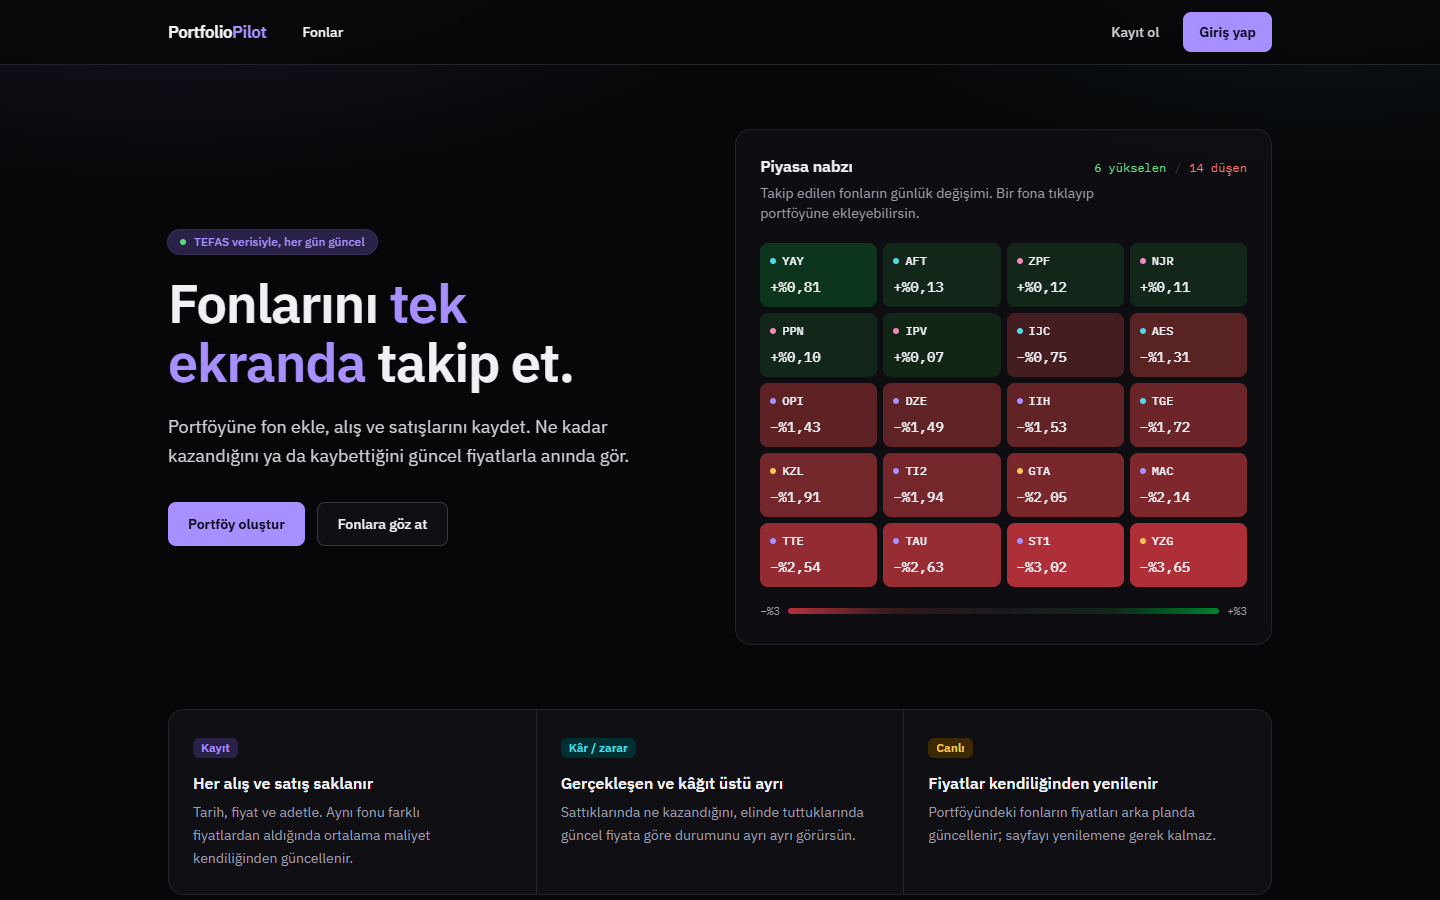 PortfolioPilot
Fonlar
Kayıt ol
Giriş yap
TEFAS verisiyle, her gün güncel
Fonlarını tek
ekranda takip et.
Portföyüne fon ekle, alış ve satışlarını kaydet. Ne kadar
kazandığını ya da kaybettiğini güncel fiyatlarla anında gör.
Portföy oluştur
Fonlara göz at
Piyasa nabzı
6 yükselen / 14 düşen
Takip edilen fonların günlük değişimi. Bir fona tıklayıp
portföyüne ekleyebilirsin.
YAY
+%0,81
AFT
+%0,13
ZPF
+%0,12
NJR
+%0,11
PPN
+%0,10
IPV
+%0,07
IJC
−%0,75
AES
−%1,31
OPI
−%1,43
DZE
−%1,49
IIH
−%1,53
TGE
−%1,72
KZL
−%1,91
TI2
−%1,94
GTA
−%2,05
MAC
−%2,14
TTE
−%2,54
TAU
−%2,63
ST1
−%3,02
YZG
−%3,65
−%3
+%3
Kayıt
Her alış ve satış saklanır
Tarih, fiyat ve adetle. Aynı fonu farklı
fiyatlardan aldığında ortalama maliyet
kendiliğinden güncellenir.
Kâr / zarar
Gerçekleşen ve kâğıt üstü ayrı
Sattıklarında ne kazandığını, elinde tuttuklarında
güncel fiyata göre durumunu ayrı ayrı görürsün.
Canlı
Fiyatlar kendiliğinden yenilenir
Portföyündeki fonların fiyatları arka planda
güncellenir; sayfayı yenilemene gerek kalmaz.